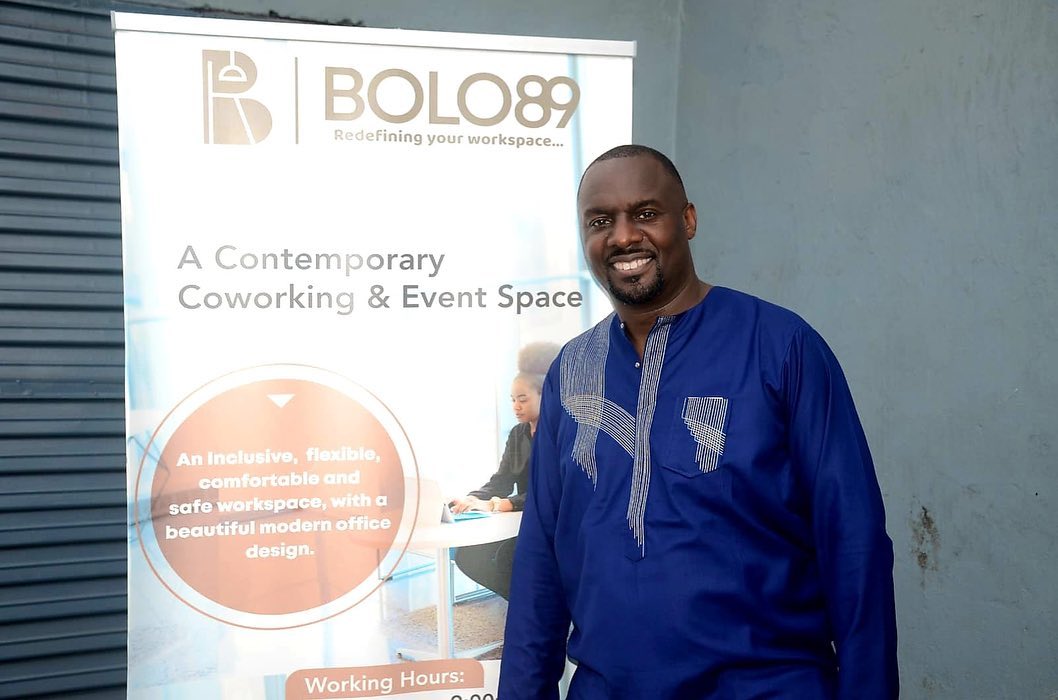 BOLO89
Redefining your workspace...
A Contemporary
Coworking & Event Space
An Inclusive, flexible,
comfortable and
safe workspace, with a
beautiful modern office
design.
Working Hours: